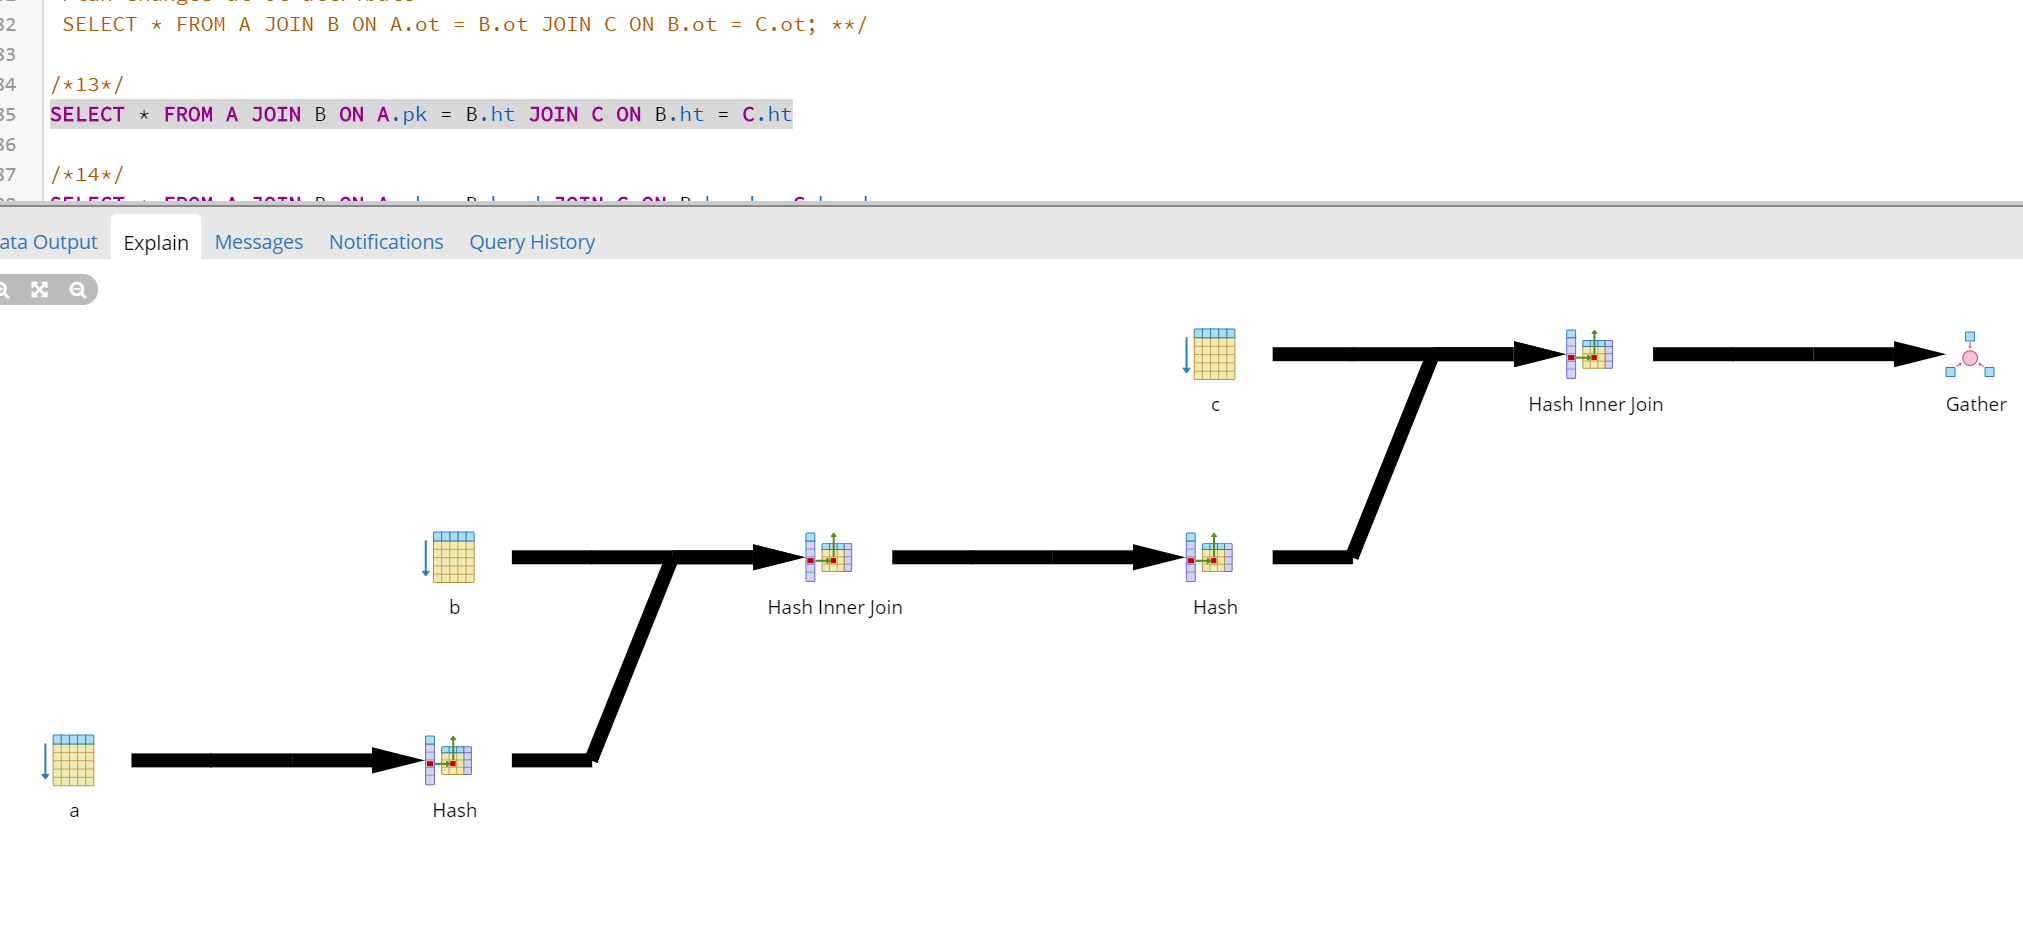 32 SELECT * FROM A JOIN B ON A.ot = B.ot JOIN C ON B.ot = C.ot; **/
33
34 /*13*/
35 SELECT * FROM A JOIN B ON A.pk = B.ht JOIN C ON B.ht = C.ht
36
37 /*14*/
ata Output Explain Messages Notifications Query History
c Hash Inner Join Gather
b Hash Inner Join Hash
a Hash